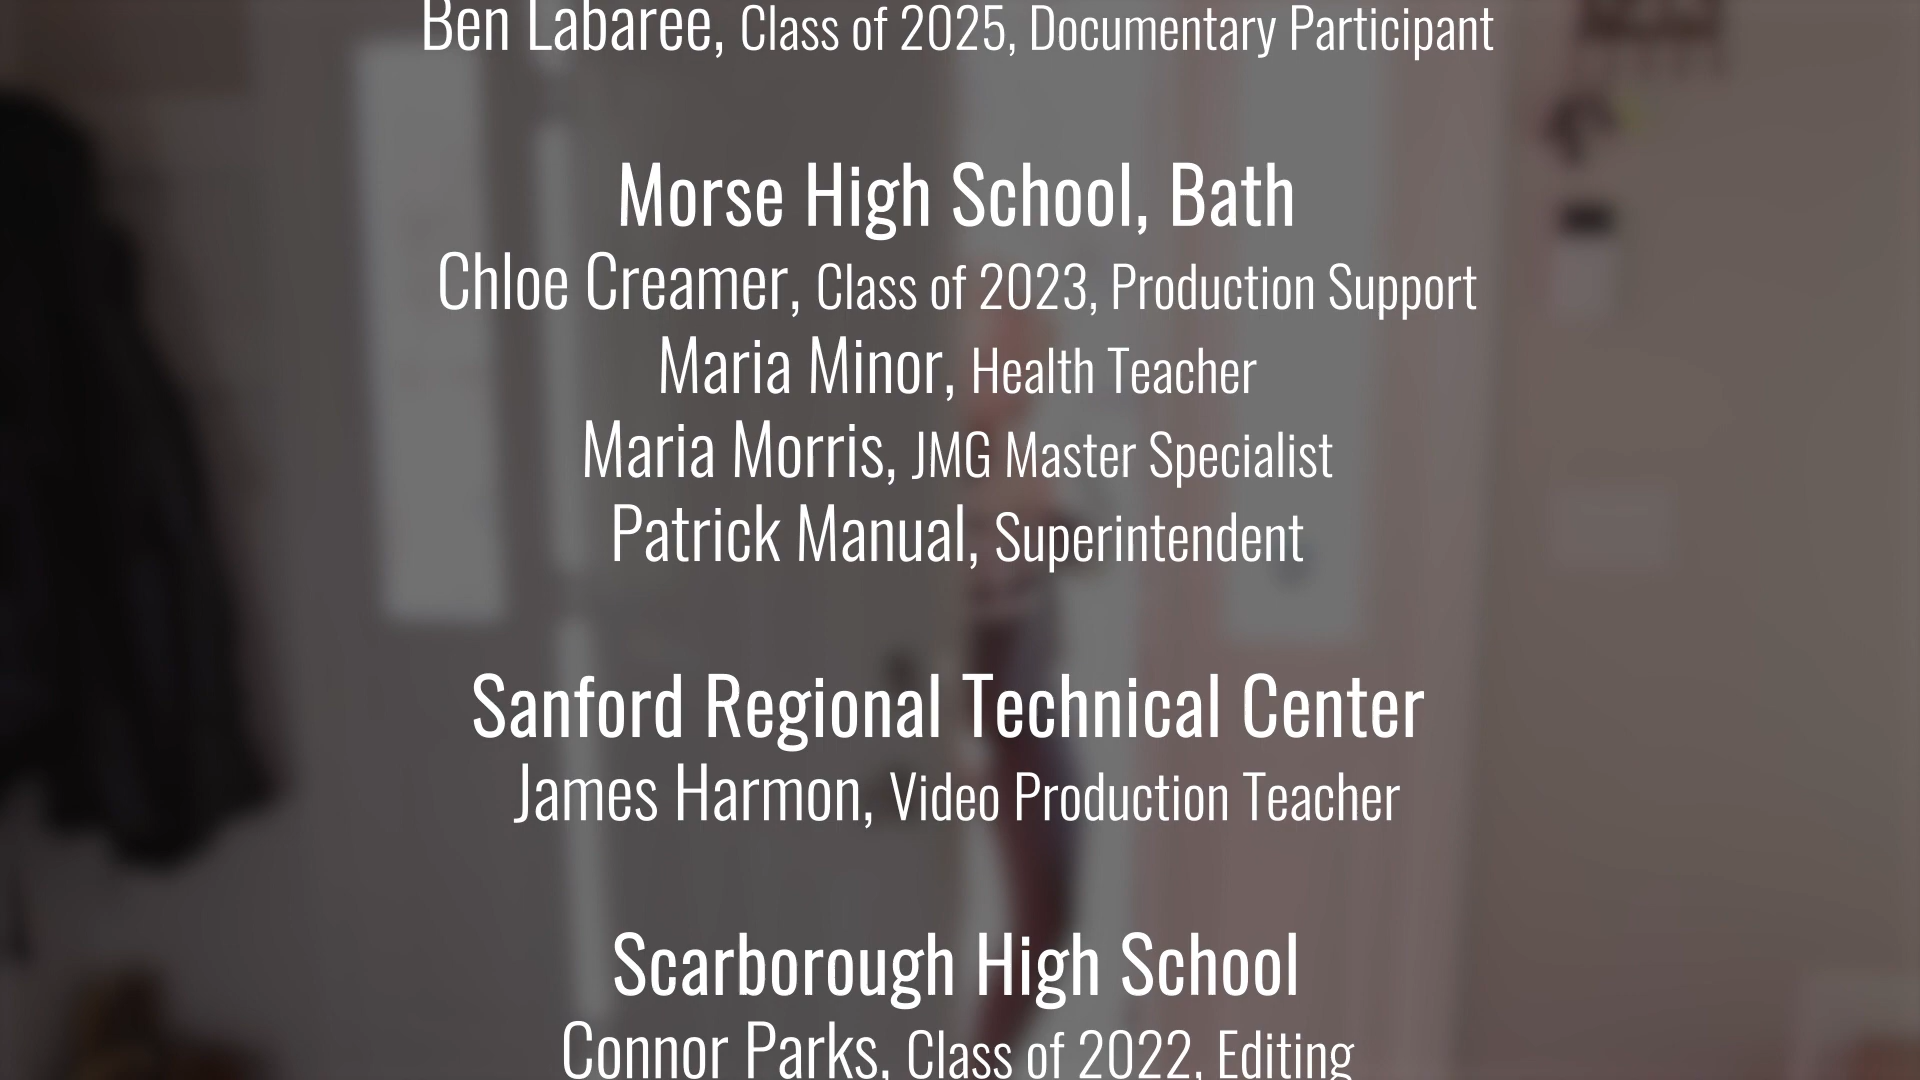 Ben Labaree, Class of 2025, Documentary Participant
Morse High School, Bath
Chloe Creamer, Class of 2023, Production Support
Maria Minor, Health Teacher
Maria Morris, JMG Master Specialist
Patrick Manual, Superintendent
Sanford Regional Technical Center
James Harmon, Video Production Teacher
Scarborough High School
Connor Parks, Class of 2022, Editing